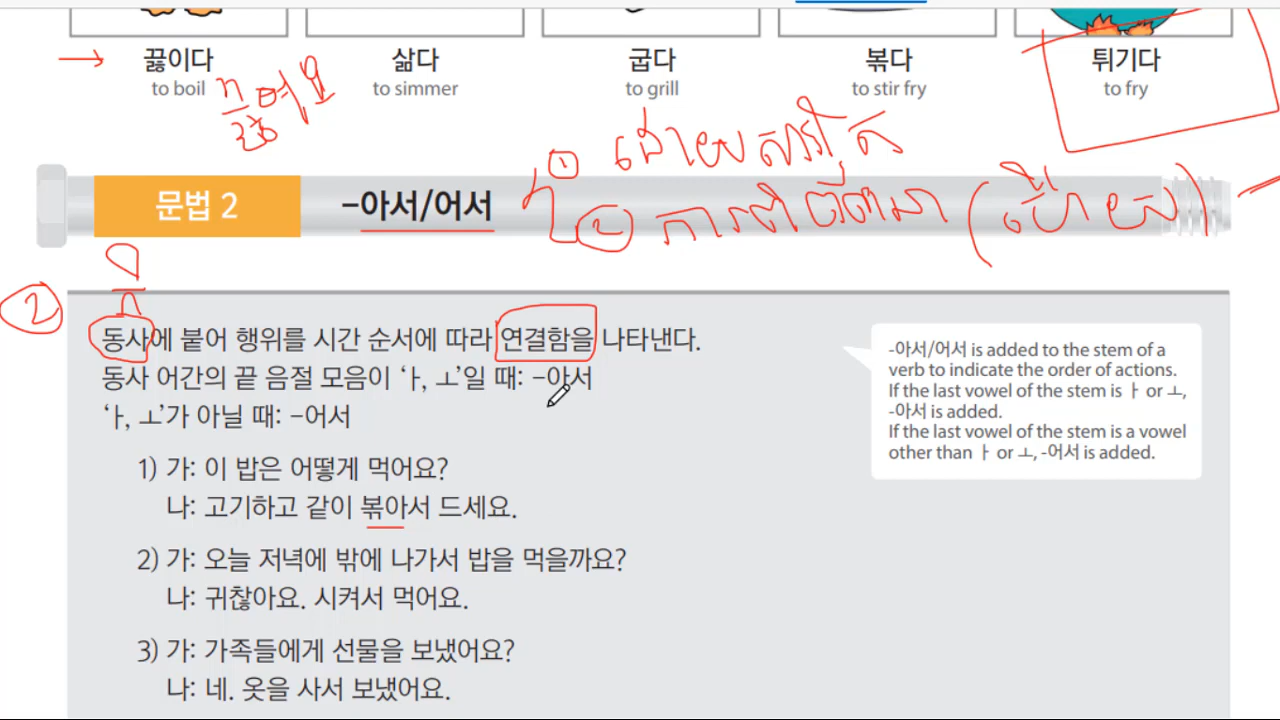 끓이다 삶다 굽다 볶다 튀기다
to boil to simmer to grill to stir fry to fry
어요
①
문법 2 –아서/어서
②
2
동사에 붙어 행위를 시간 순서에 따라 연결함을 나타낸다.
동사 어간의 끝 음절 모음이 ‘ㅏ, ㅗ’일 때: –아서
‘ㅏ, ㅗ’가 아닐 때: –어서
-아서/어서 is added to the stem of a
verb to indicate the order of actions.
If the last vowel of the stem is ㅏ or ㅗ,
-아서 is added.
If the last vowel of the stem is a vowel
other than ㅏ or ㅗ, -어서 is added.
1) 가: 이 밥은 어떻게 먹어요?
나: 고기하고 같이 볶아서 드세요.
2) 가: 오늘 저녁에 밖에 나가서 밥을 먹을까요?
나: 귀찮아요. 시켜서 먹어요.
3) 가: 가족들에게 선물을 보냈어요?
나: 네. 옷을 사서 보냈어요.